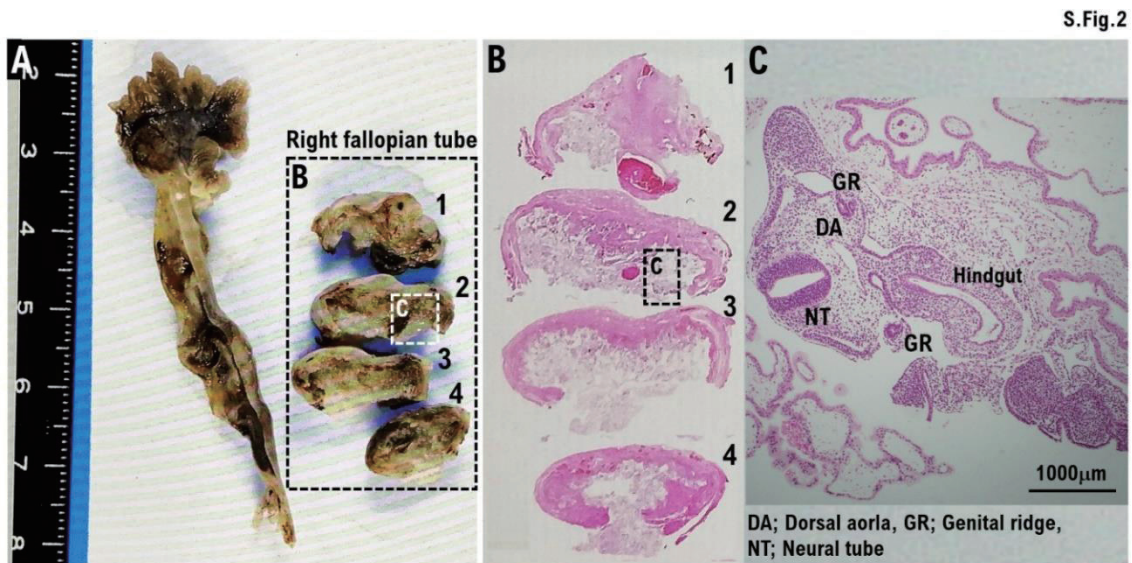 S.Fig.2
A
2
3
4
5
6
7
8
Right fallopian tube
B
1
2
C
3
4
B
1
2
C
3
4
C
GR
DA
Hindgut
NT
GR
1000μm
DA; Dorsal aorla, GR; Genital ridge,
NT; Neural tube